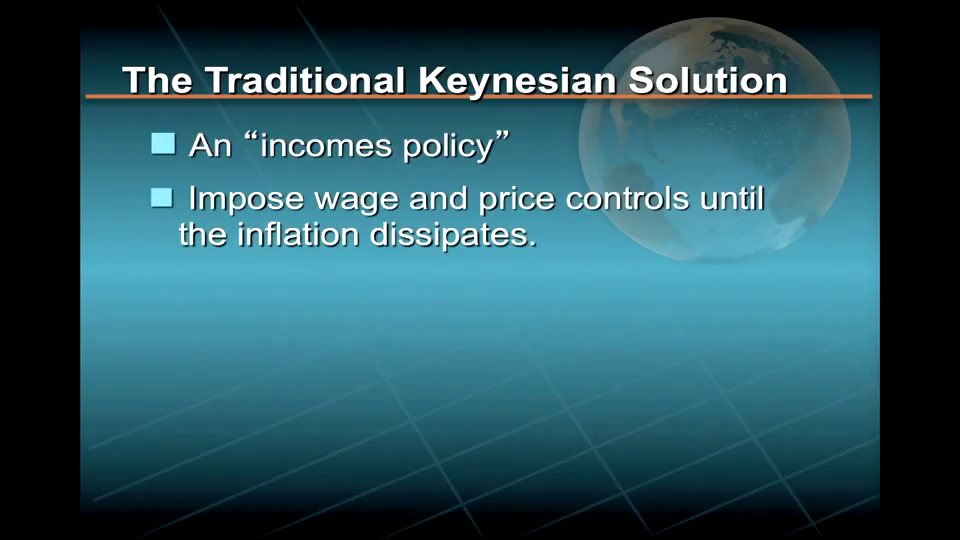 The Traditional Keynesian Solution
An “incomes policy”
Impose wage and price controls until
the inflation dissipates.